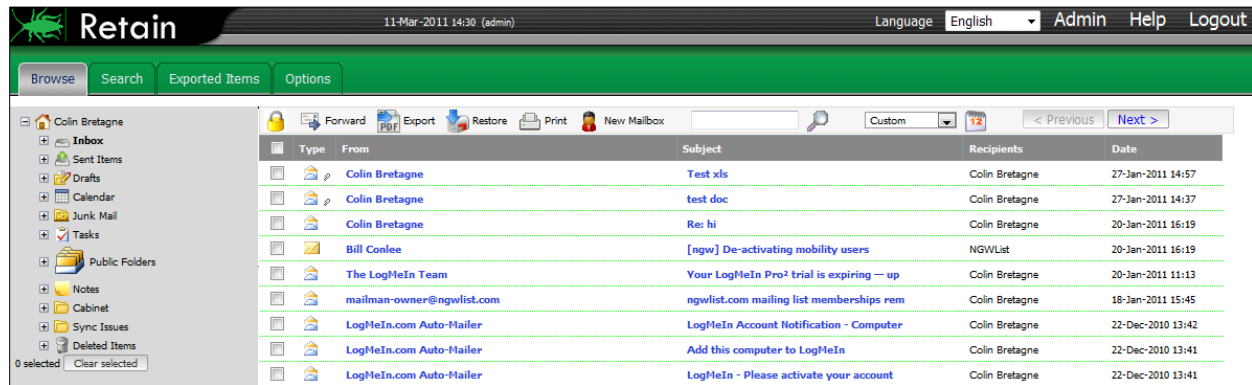 Retain 11-Mar-2011 14:30 (admin) Language English Admin Help Logout
Browse Search Exported Items Options
Colin Bretagne
Inbox
Sent Items
Drafts
Calendar
Junk Mail
Tasks
Public Folders
Notes
Cabinet
Sync Issues
Deleted Items
0 selected Clear selected
Forward PDF Export Restore Print New Mailbox Custom 12 < Previous Next >
Type From Subject Recipients Date
Colin Bretagne Test xls Colin Bretagne 27-Jan-2011 14:57
Colin Bretagne test doc Colin Bretagne 27-Jan-2011 14:37
Colin Bretagne Re: hi Colin Bretagne 20-Jan-2011 16:19
Bill Conlee [ngw] De-activating mobility users NGWList 20-Jan-2011 16:19
The LogMeIn Team Your LogMeIn Pro² trial is expiring — up Colin Bretagne 20-Jan-2011 11:13
mailman-owner@ngwlist.com ngwlist.com mailing list memberships rem Colin Bretagne 18-Jan-2011 15:45
LogMeIn.com Auto-Mailer LogMeIn Account Notification - Computer Colin Bretagne 22-Dec-2010 13:42
LogMeIn.com Auto-Mailer Add this computer to LogMeIn Colin Bretagne 22-Dec-2010 13:41
LogMeIn.com Auto-Mailer LogMeIn - Please activate your account Colin Bretagne 22-Dec-2010 13:41